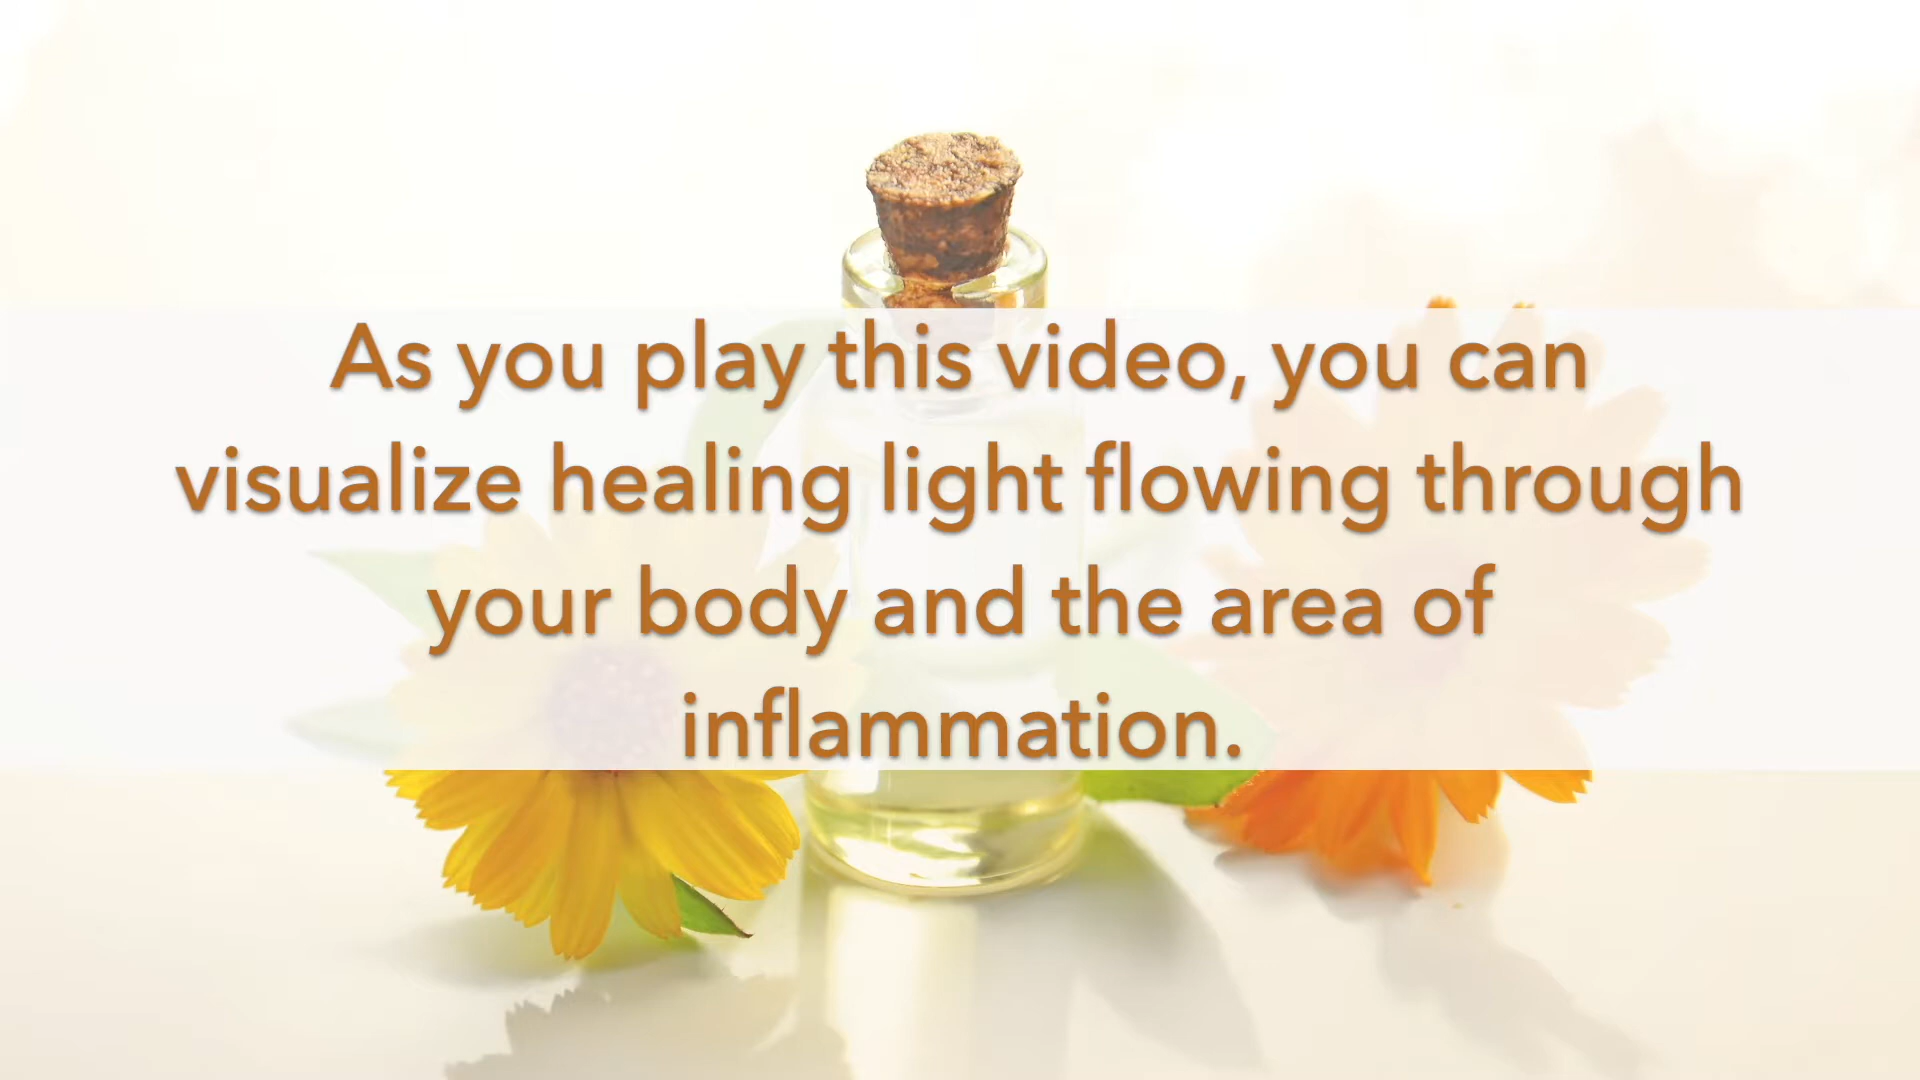 As you play this video, you can
visualize healing light flowing through
your body and the area of
inflammation.